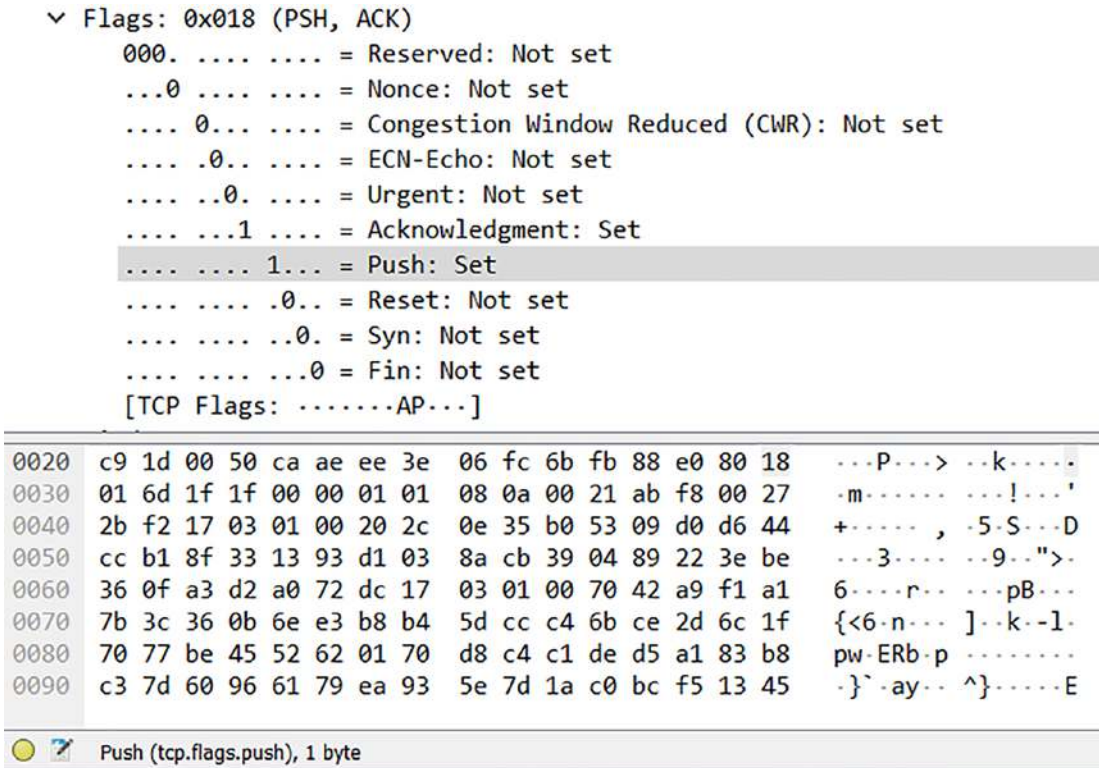 Flags: 0x018 (PSH, ACK)
000. .... .... = Reserved: Not set
...0 .... .... = Nonce: Not set
.... 0... .... = Congestion Window Reduced (CWR): Not set
.... .0.. .... = ECN-Echo: Not set
.... ..0. .... = Urgent: Not set
.... ...1 .... = Acknowledgment: Set
.... .... 1... = Push: Set
.... .... .0.. = Reset: Not set
.... .... ..0. = Syn: Not set
.... .... ...0 = Fin: Not set
[TCP Flags: ·······AP···]
0020 c9 1d 00 50 ca ae ee 3e 06 fc 6b fb 88 e0 80 18 ···P···> ··k·····
0030 01 6d 1f 1f 00 00 01 01 08 0a 00 21 ab f8 00 27 ·m······ ···!···'
0040 2b f2 17 03 01 00 20 2c 0e 35 b0 53 09 d0 d6 44 +····· , ·5·S···D
0050 cc b1 8f 33 13 93 d1 03 8a cb 39 04 89 22 3e be ···3···· ··9··">·
0060 36 0f a3 d2 a0 72 dc 17 03 01 00 70 42 a9 f1 a1 6····r·· ···pB···
0070 7b 3c 36 0b 6e e3 b8 b4 5d cc c4 6b ce 2d 6c 1f {<6·n··· ]··k·-l·
0080 70 77 be 45 52 62 01 70 d8 c4 c1 de d5 a1 83 b8 pw·ERb·p ········
0090 c3 7d 60 96 61 79 ea 93 5e 7d 1a c0 bc f5 13 45 ·}`·ay·· ^}·····E
Push (tcp.flags.push), 1 byte